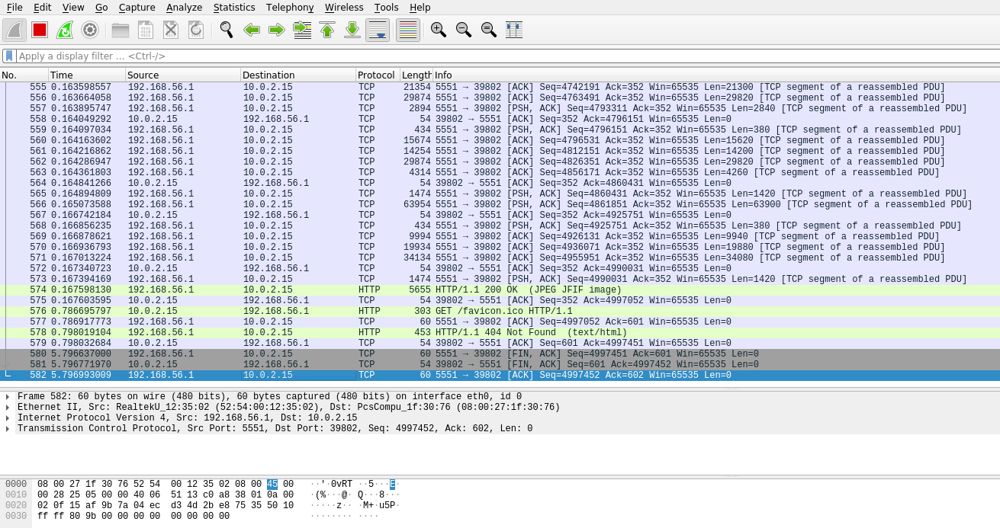 File Edit View Go Capture Analyze Statistics Telephony Wireless Tools Help
Apply a display filter ... <Ctrl-/>
No. Time Source Destination Protocol Length Info
555 0.163598557 192.168.56.1 10.0.2.15 TCP 21354 5551 → 39802 [ACK] Seq=4742191 Ack=352 Win=65535 Len=21300 [TCP segment of a reassembled PDU]
556 0.163664058 192.168.56.1 10.0.2.15 TCP 29874 5551 → 39802 [ACK] Seq=4763491 Ack=352 Win=65535 Len=29820 [TCP segment of a reassembled PDU]
557 0.163895747 192.168.56.1 10.0.2.15 TCP 2894 5551 → 39802 [PSH, ACK] Seq=4793311 Ack=352 Win=65535 Len=2840 [TCP segment of a reassembled PDU]
558 0.164049292 10.0.2.15 192.168.56.1 TCP 54 39802 → 5551 [ACK] Seq=352 Ack=4796151 Win=65535 Len=0
559 0.164097034 192.168.56.1 10.0.2.15 TCP 434 5551 → 39802 [PSH, ACK] Seq=4796151 Ack=352 Win=65535 Len=380 [TCP segment of a reassembled PDU]
560 0.164163602 192.168.56.1 10.0.2.15 TCP 15674 5551 → 39802 [ACK] Seq=4796531 Ack=352 Win=65535 Len=15620 [TCP segment of a reassembled PDU]
561 0.164216862 192.168.56.1 10.0.2.15 TCP 14254 5551 → 39802 [ACK] Seq=4812151 Ack=352 Win=65535 Len=14200 [TCP segment of a reassembled PDU]
562 0.164286947 192.168.56.1 10.0.2.15 TCP 29874 5551 → 39802 [ACK] Seq=4826351 Ack=352 Win=65535 Len=29820 [TCP segment of a reassembled PDU]
563 0.164361803 192.168.56.1 10.0.2.15 TCP 4314 5551 → 39802 [ACK] Seq=4856171 Ack=352 Win=65535 Len=4260 [TCP segment of a reassembled PDU]
564 0.164841266 10.0.2.15 192.168.56.1 TCP 54 39802 → 5551 [ACK] Seq=352 Ack=4860431 Win=65535 Len=0
565 0.164894809 192.168.56.1 10.0.2.15 TCP 1474 5551 → 39802 [PSH, ACK] Seq=4860431 Ack=352 Win=65535 Len=1420 [TCP segment of a reassembled PDU]
566 0.165073588 192.168.56.1 10.0.2.15 TCP 63954 5551 → 39802 [PSH, ACK] Seq=4861851 Ack=352 Win=65535 Len=63900 [TCP segment of a reassembled PDU]
567 0.166742184 10.0.2.15 192.168.56.1 TCP 54 39802 → 5551 [ACK] Seq=352 Ack=4925751 Win=65535 Len=0
568 0.166856235 192.168.56.1 10.0.2.15 TCP 434 5551 → 39802 [PSH, ACK] Seq=4925751 Ack=352 Win=65535 Len=380 [TCP segment of a reassembled PDU]
569 0.166878621 192.168.56.1 10.0.2.15 TCP 9994 5551 → 39802 [ACK] Seq=4926131 Ack=352 Win=65535 Len=9940 [TCP segment of a reassembled PDU]
570 0.166936793 192.168.56.1 10.0.2.15 TCP 19934 5551 → 39802 [ACK] Seq=4936071 Ack=352 Win=65535 Len=19880 [TCP segment of a reassembled PDU]
571 0.167013224 192.168.56.1 10.0.2.15 TCP 34134 5551 → 39802 [ACK] Seq=4955951 Ack=352 Win=65535 Len=34080 [TCP segment of a reassembled PDU]
572 0.167340723 10.0.2.15 192.168.56.1 TCP 54 39802 → 5551 [ACK] Seq=352 Ack=4990031 Win=65535 Len=0
573 0.167394169 192.168.56.1 10.0.2.15 TCP 1474 5551 → 39802 [PSH, ACK] Seq=4990031 Ack=352 Win=65535 Len=1420 [TCP segment of a reassembled PDU]
574 0.167598130 192.168.56.1 10.0.2.15 HTTP 5655 HTTP/1.1 200 OK (JPEG JFIF image)
575 0.167603595 10.0.2.15 192.168.56.1 TCP 54 39802 → 5551 [ACK] Seq=352 Ack=4997052 Win=65535 Len=0
576 0.786695797 10.0.2.15 192.168.56.1 HTTP 303 GET /favicon.ico HTTP/1.1
577 0.786917773 192.168.56.1 10.0.2.15 TCP 60 5551 → 39802 [ACK] Seq=4997052 Ack=601 Win=65535 Len=0
578 0.798019104 192.168.56.1 10.0.2.15 HTTP 453 HTTP/1.1 404 Not Found (text/html)
579 0.798032684 10.0.2.15 192.168.56.1 TCP 54 39802 → 5551 [ACK] Seq=601 Ack=4997451 Win=65535 Len=0
580 5.796637000 192.168.56.1 10.0.2.15 TCP 60 5551 → 39802 [FIN, ACK] Seq=4997451 Ack=601 Win=65535 Len=0
581 5.796771970 10.0.2.15 192.168.56.1 TCP 54 39802 → 5551 [FIN, ACK] Seq=601 Ack=4997452 Win=65535 Len=0
582 5.796993009 192.168.56.1 10.0.2.15 TCP 60 5551 → 39802 [ACK] Seq=4997452 Ack=602 Win=65535 Len=0
Frame 582: 60 bytes on wire (480 bits), 60 bytes captured (480 bits) on interface eth0, id 0
Ethernet II, Src: RealtekU_12:35:02 (52:54:00:12:35:02), Dst: PcsCompu_1f:30:76 (08:00:27:1f:30:76)
Internet Protocol Version 4, Src: 192.168.56.1, Dst: 10.0.2.15
Transmission Control Protocol, Src Port: 5551, Dst Port: 39802, Seq: 4997452, Ack: 602, Len: 0
0000 08 00 27 1f 30 76 52 54 00 12 35 02 08 00 45 00 ··'·0vRT ··5···E·
0010 00 28 25 05 00 00 40 06 51 13 c0 a8 38 01 0a 00 ·(%···@· Q···8···
0020 02 0f 15 af 9b 7a 04 ec d3 4d 2b e8 75 35 50 10 ·····z·· ·M+·u5P·
0030 ff ff 80 9b 00 00 00 00 00 00 00 00 ········ ····